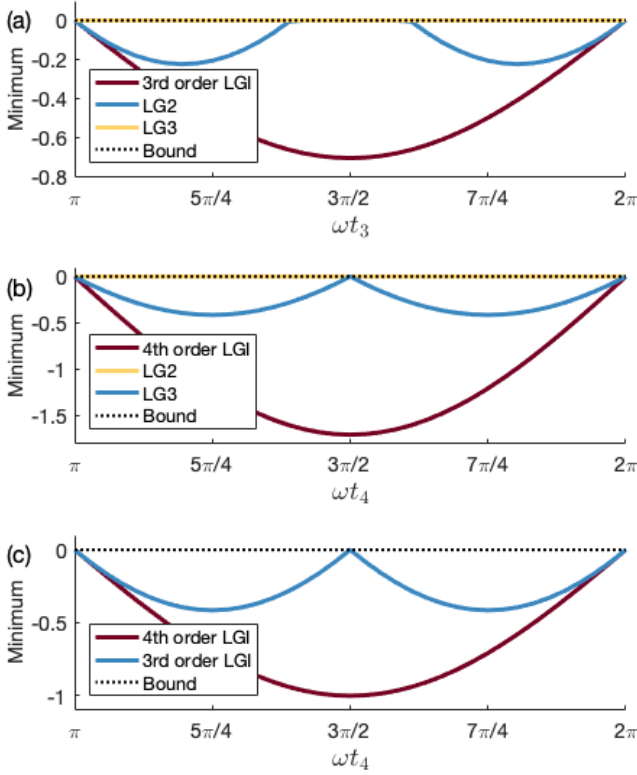 (a)
Minimum
0
-0.2
-0.4
-0.6
-0.8
3rd order LGI
LG2
LG3
Bound
π 5π/4 3π/2 7π/4 2π
ωt₃
(b)
Minimum
0
-0.5
-1
-1.5
4th order LGI
LG2
LG3
Bound
π 5π/4 3π/2 7π/4 2π
ωt₄
(c)
Minimum
0
-0.5
-1
4th order LGI
3rd order LGI
Bound
π 5π/4 3π/2 7π/4 2π
ωt₄